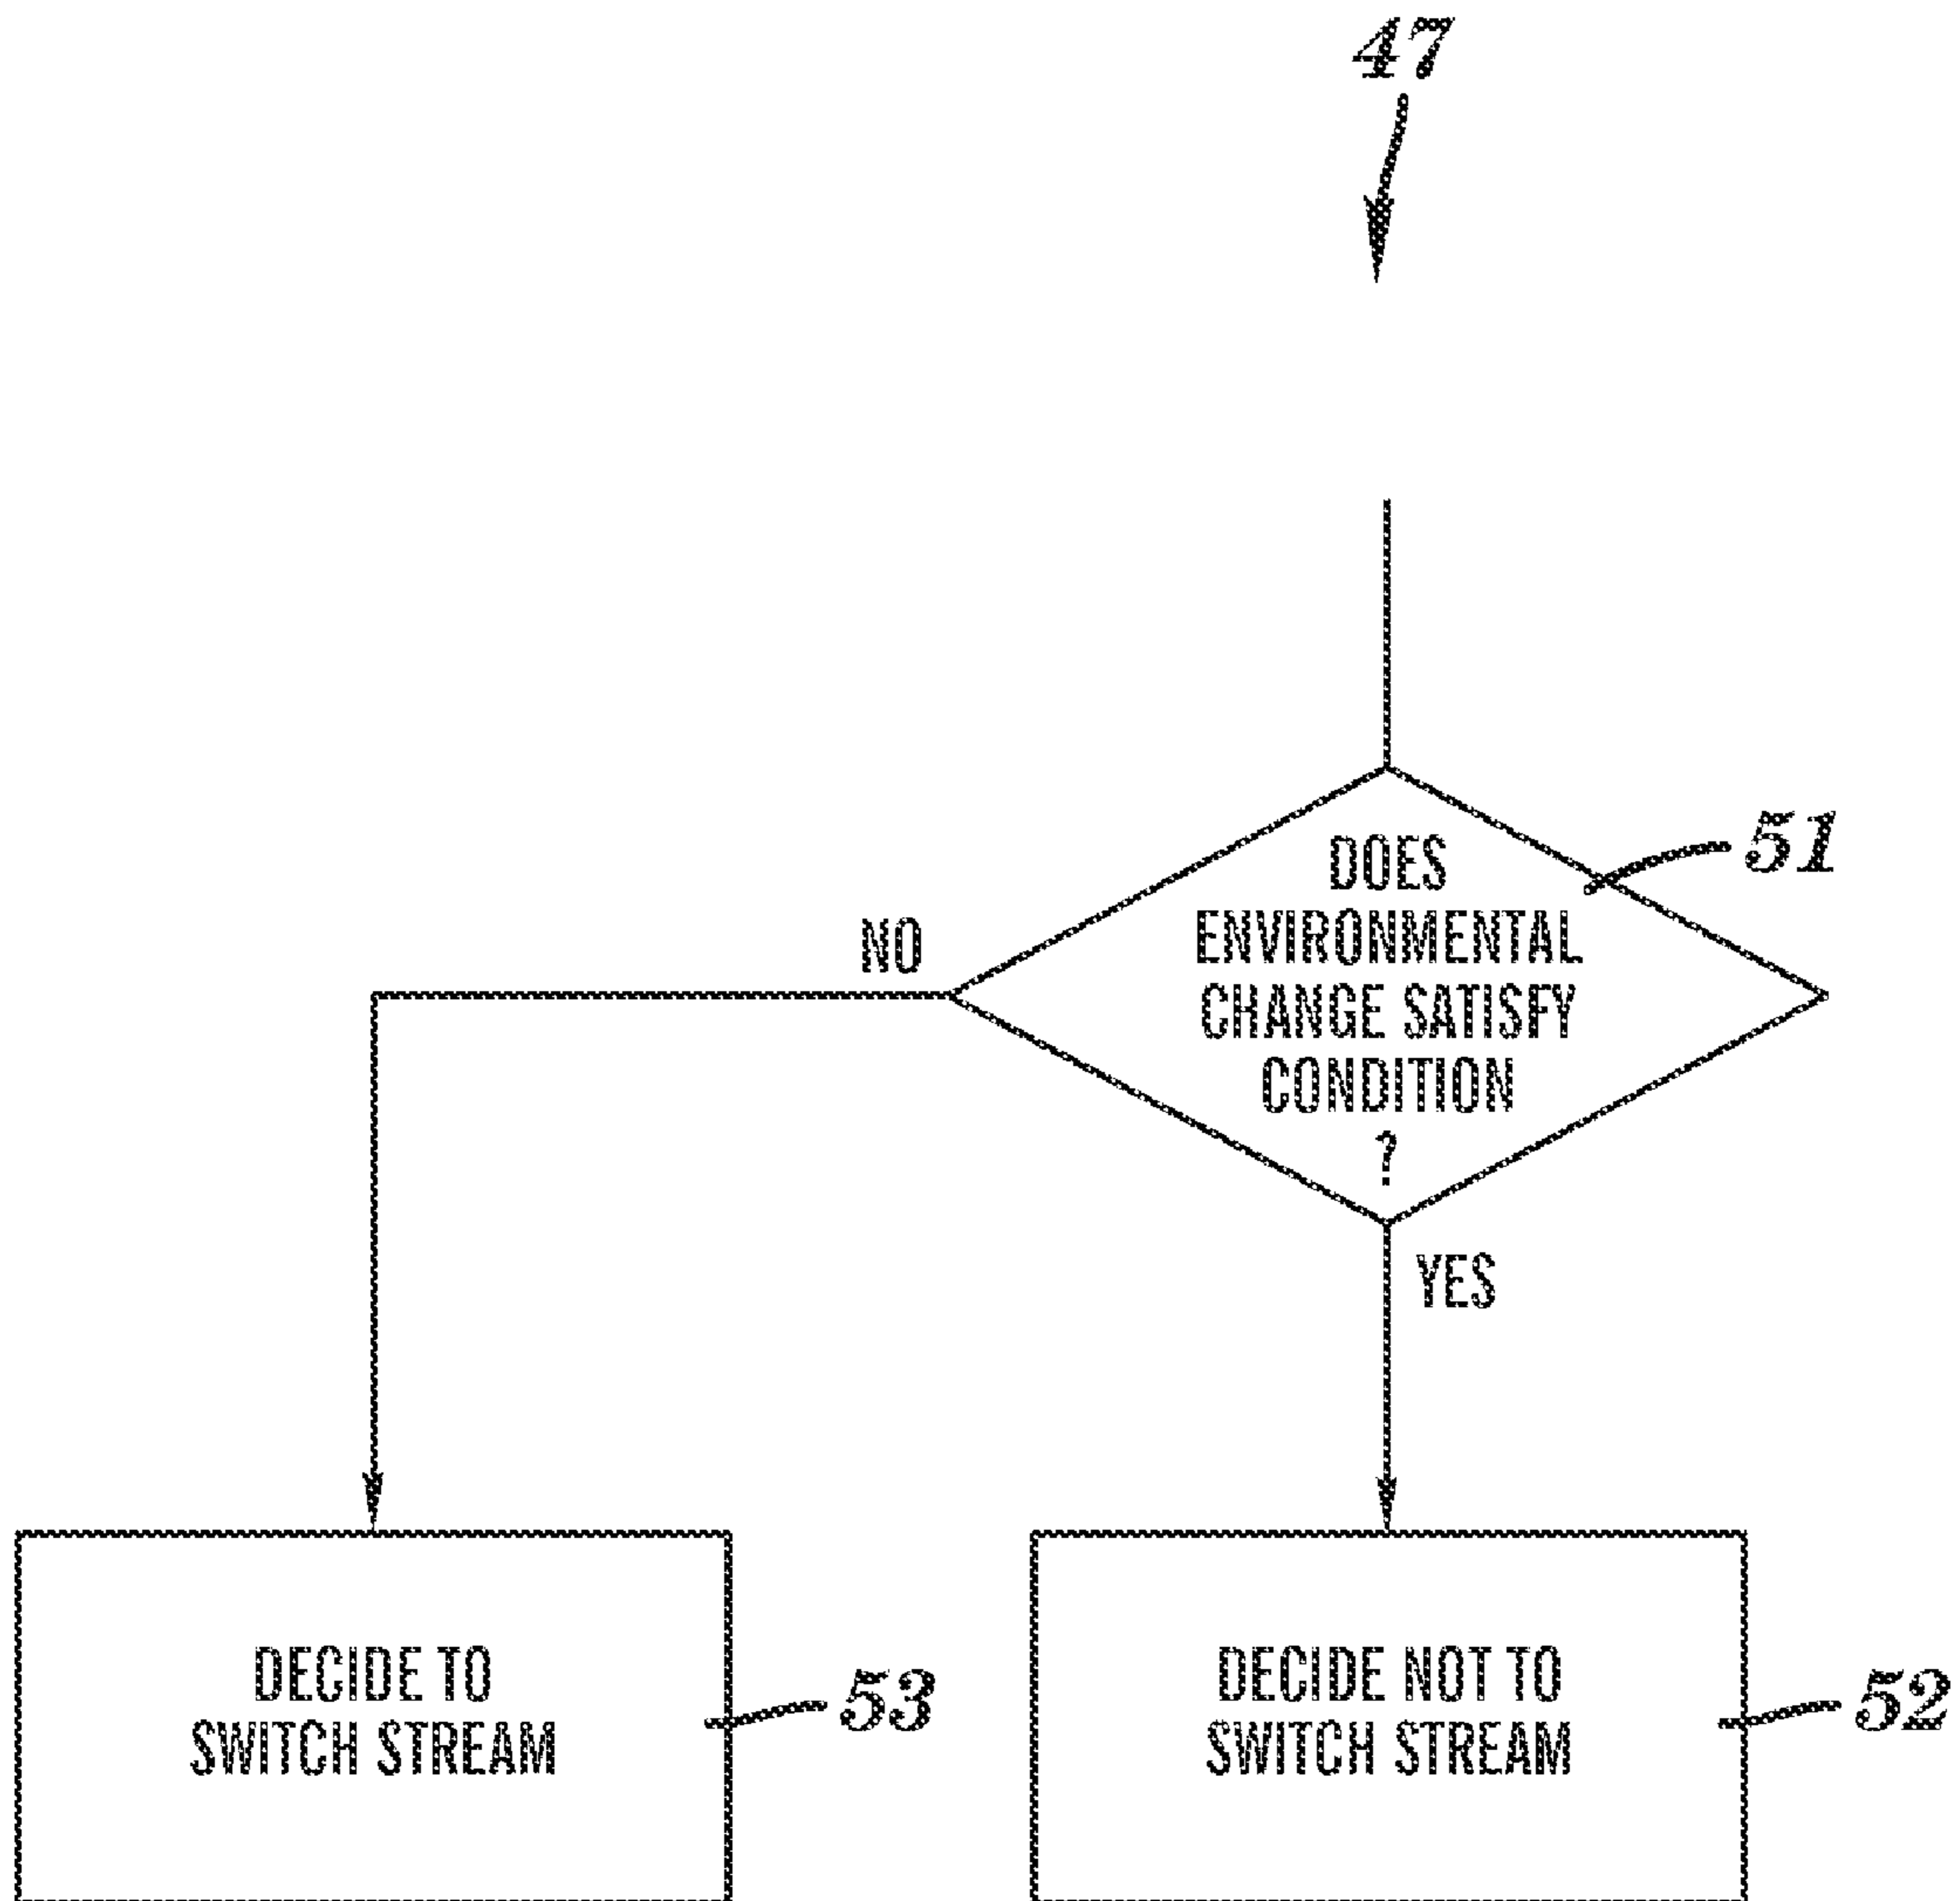 47
DOES
ENVIRONMENTAL
CHANGE SATISFY
CONDITION
?
51
NO
YES
DECIDE TO
SWITCH STREAM
53
DECIDE NOT TO
SWITCH STREAM
52